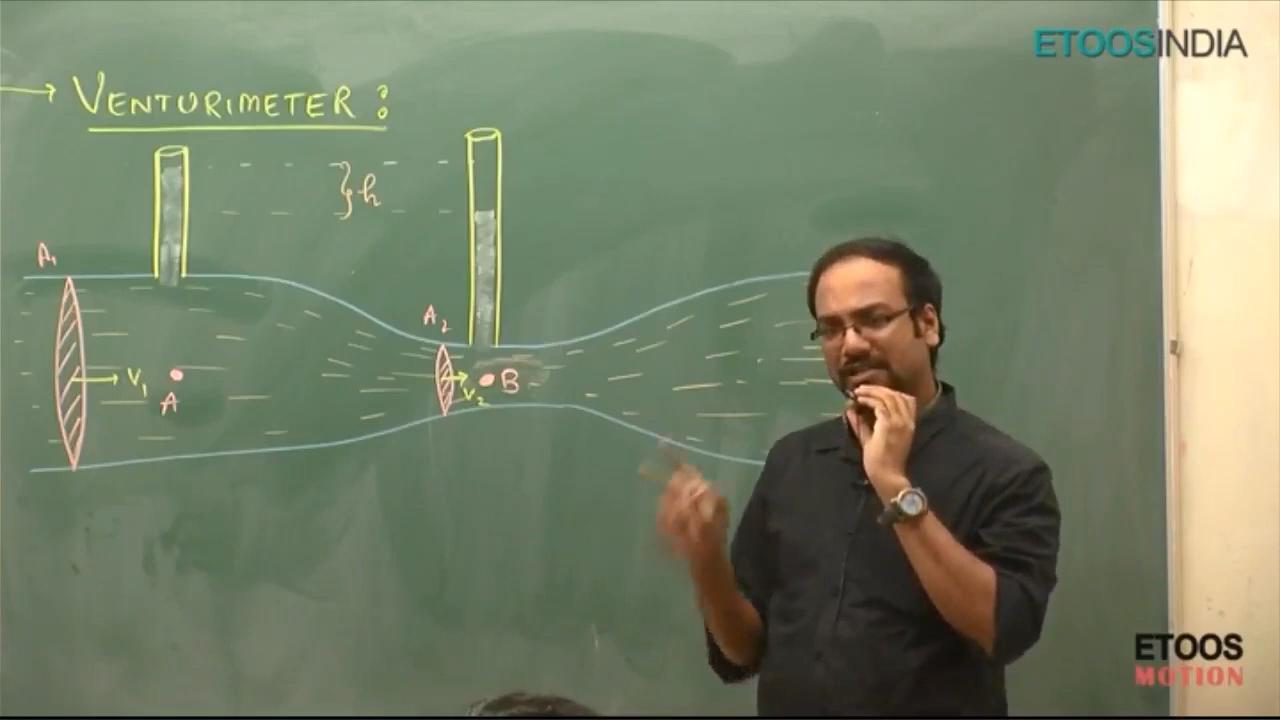 ETOOSINDIA
→ VENTURIMETER :
} h
A₁
A₂
V₁
A
V₂
B
ETOOS
MOTION